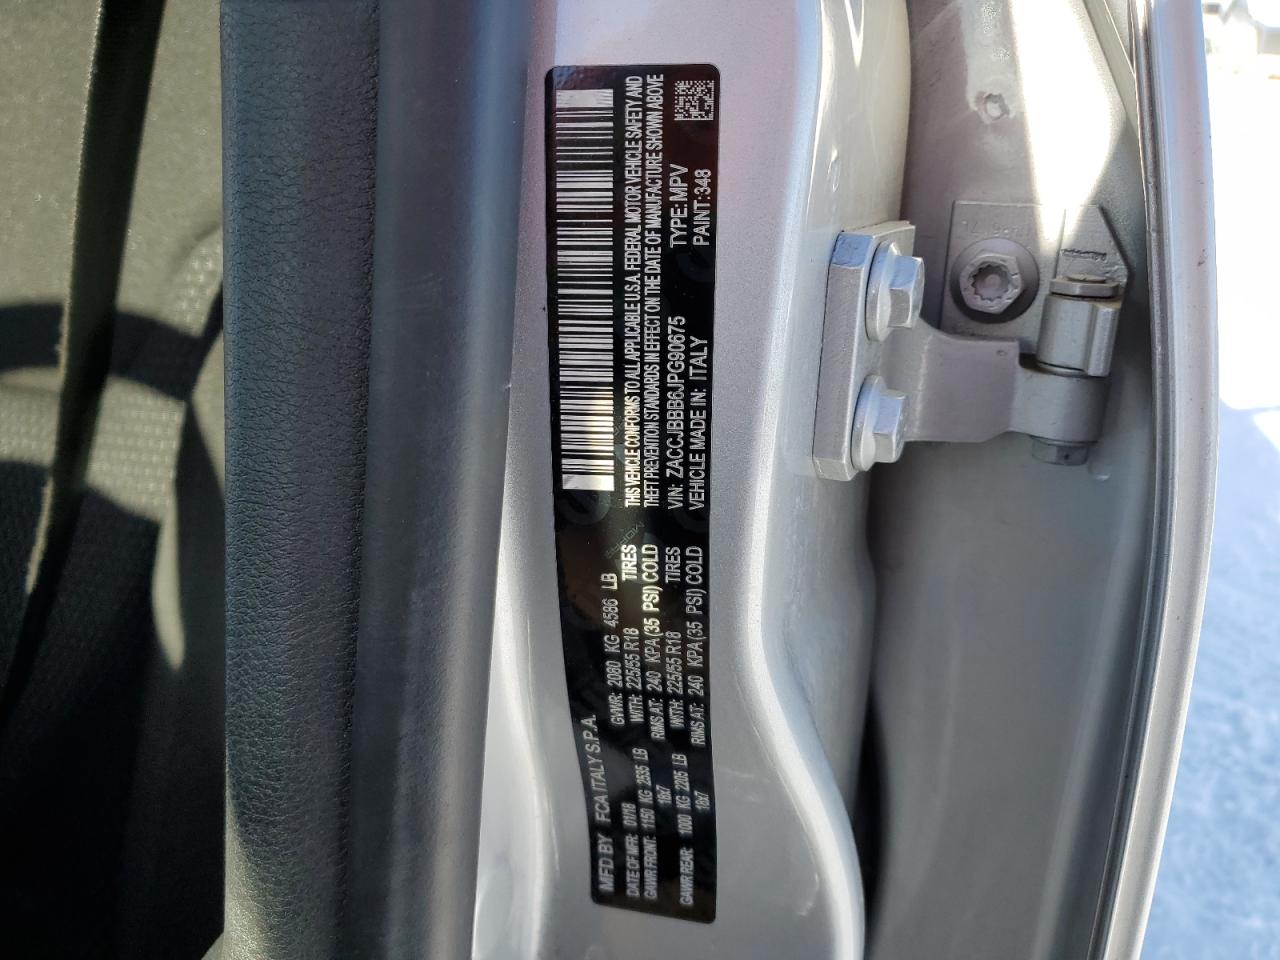 MFD BY FCA ITALY S.P.A.
DATE OF MFR: 01/18 GVWR: 2080 KG 4586 LB
GAWR FRONT: 1150 KG 2535 LB WITH: 225/55 R18 TIRES
18x7 RIMS AT: 240 KPA(35 PSI) COLD
GAWR REAR: 1000 KG 2205 LB WITH: 225/55 R18 TIRES
18x7 RIMS AT: 240 KPA(35 PSI) COLD
MOPAR
THIS VEHICLE CONFORMS TO ALL APPLICABLE U.S.A. FEDERAL MOTOR VEHICLE SAFETY AND
THEFT PREVENTION STANDARDS IN EFFECT ON THE DATE OF MANUFACTURE SHOWN ABOVE
VIN: ZACCJBBB6JPG90675 TYPE: MPV
VEHICLE MADE IN: ITALY PAINT: 348